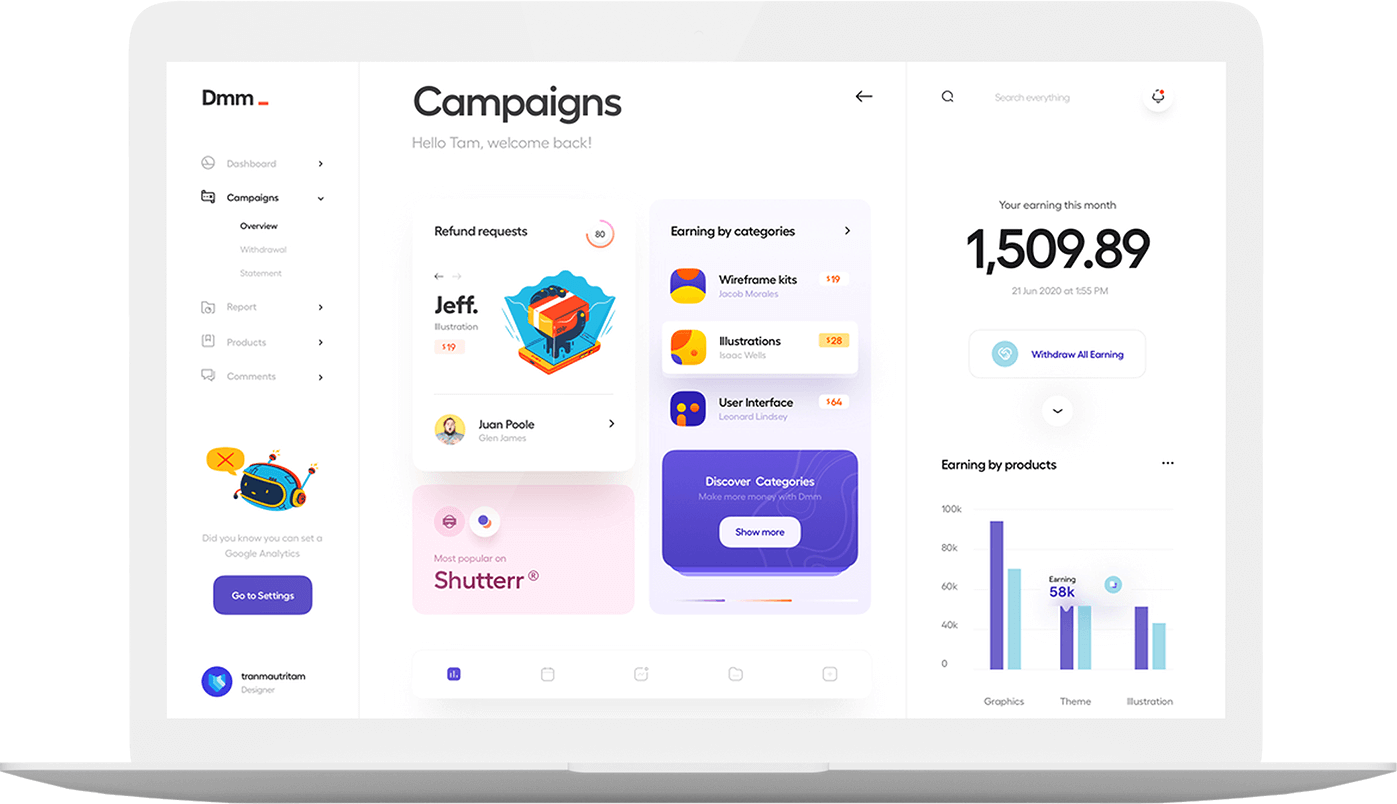 Dmm _
Dashboard
Campaigns
Overview
Withdrawal
Statement
Report
Products
Comments
Did you know you can set a
Google Analytics
Go to Settings
tranmautritam
Designer
Campaigns
Hello Tam, welcome back!
Refund requests
80
Jeff.
Illustration
$19
Juan Poole
Glen James
Most popular on
Shutterr ®
Earning by categories
Wireframe kits
$19
Jacob Morales
Illustrations
$28
Isaac Wells
User Interface
$64
Leonard Lindsey
Discover Categories
Make more money with Dmm
Show more
Search everything
Your earning this month
1,509.89
21 Jun 2020 at 1:55 PM
Withdraw All Earning
Earning by products
100k
80k
60k
40k
0
Earning
58k
Graphics
Theme
Illustration